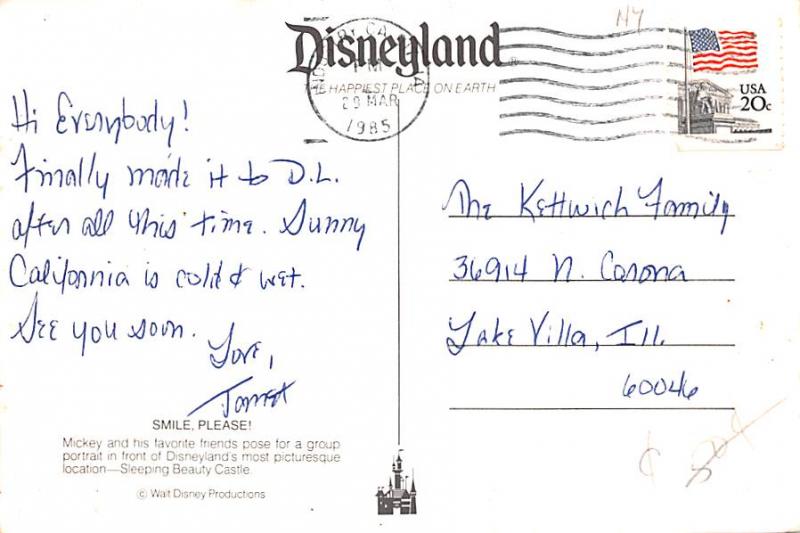 NY
Disneyland
THE HAPPIEST PLACE ON EARTH
PM
29 MAR
1985
USA
20c
Hi Everybody!
Finally made it to D.L.
after all this time. Sunny
California is cold & wet.
See you soon.
Love,
The Kettwich Family
36914 N. Corona
Lake Villa, Ill.
60046
SMILE, PLEASE!
Mickey and his favorite friends pose for a group
portrait in front of Disneyland's most picturesque
location—Sleeping Beauty Castle.
© Walt Disney Productions